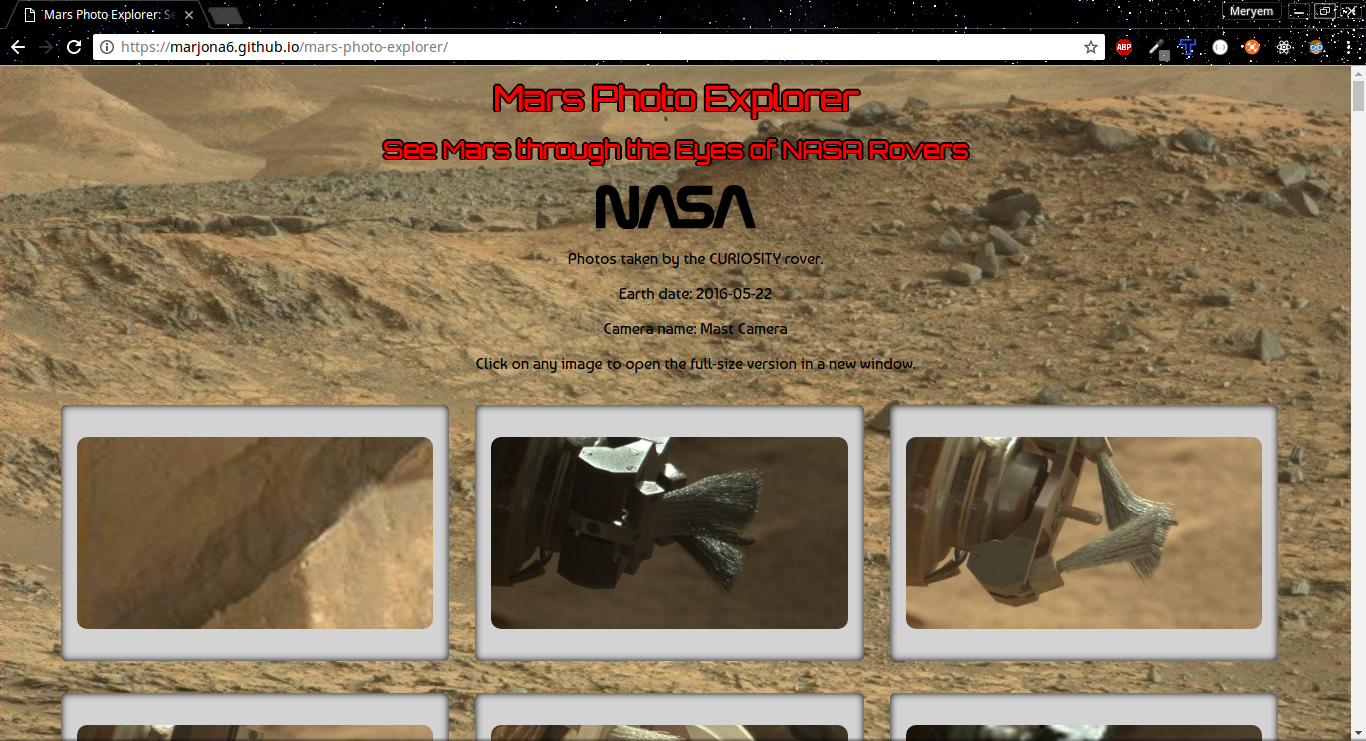 Mars Photo Explorer: Se
Meryem
https://marjona6.github.io/mars-photo-explorer/
ABP
Mars Photo Explorer
See Mars through the Eyes of NASA Rovers
NASA
Photos taken by the CURIOSITY rover.
Earth date: 2016-05-22
Camera name: Mast Camera
Click on any image to open the full-size version in a new window.